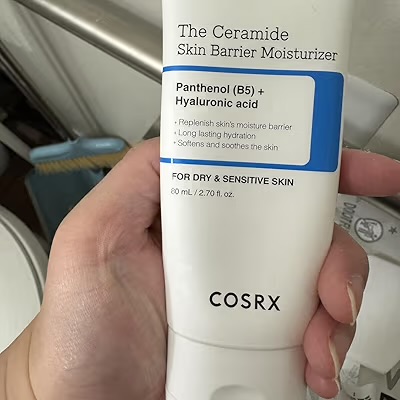 The Ceramide
Skin Barrier Moisturizer
Panthenol (B5) +
Hyaluronic acid
• Replenish skin's moisture barrier
• Long lasting hydration
• Softens and soothes the skin
FOR DRY & SENSITIVE SKIN
80 mL / 2.70 fl. oz.
COSRX